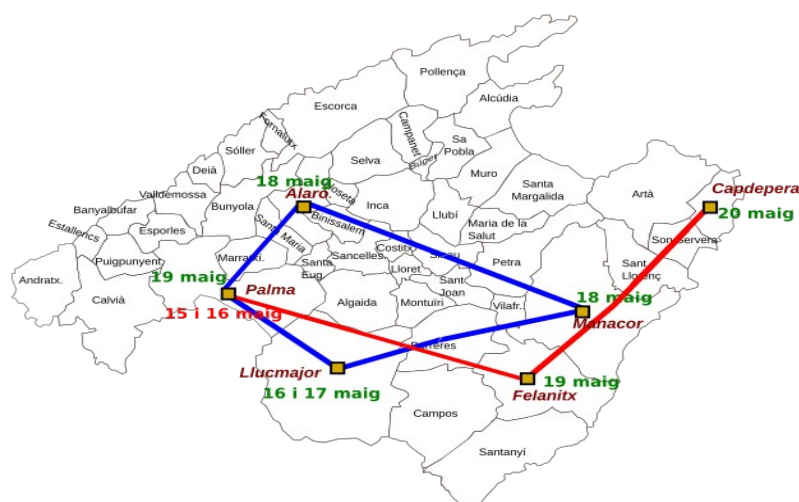 Pollença
Alcúdia
Escorca
Fornalutx
Campanet
Sóller
Selva
Búger
Sa
Pobla
Muro
Deià
18 maig
Alaró.
Lloseta
Inca
Santa
Margalida
Artà
Capdepera
20 maig
Valldemossa
Bunyola
Binissalem
Llubí
Maria de la
Salut
Banyalbufar
Estallencs
Esporles
Santa Maria
Costitx
Sineu
Son Servera
Puigpunyent
Marratxí.
Santa
Eug.
Sancelles.
Lloret
Petra
Sant
Llorenç
Andratx.
19 maig
Palma
Sant
Joan
Calvià
15 i 16 maig
Algaida
Montuïri
Vilafr.
18 maig
Manacor
Porreres
Llucmajor
16 i 17 maig
19 maig
Felanitx
Campos
Santanyí